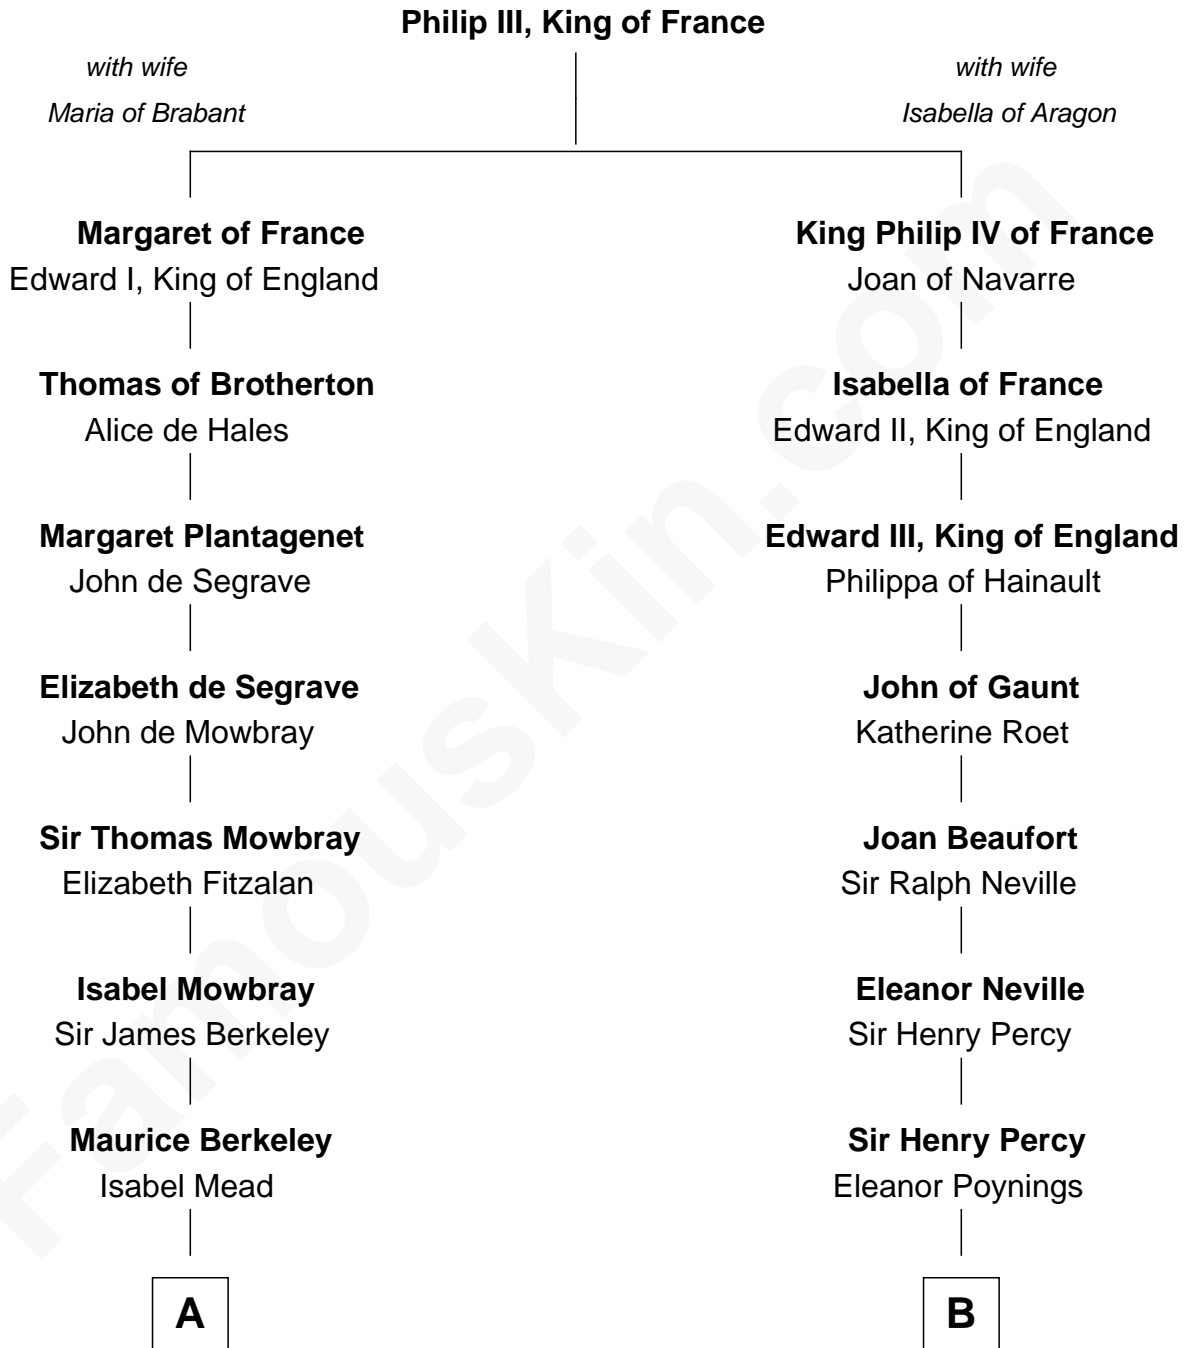 Philip III, King of France
with wife
Maria of Brabant
with wife
Isabella of Aragon
Margaret of France
Edward I, King of England
King Philip IV of France
Joan of Navarre
Thomas of Brotherton
Alice de Hales
Isabella of France
Edward II, King of England
Margaret Plantagenet
John de Segrave
Edward III, King of England
Philippa of Hainault
Elizabeth de Segrave
John de Mowbray
John of Gaunt
Katherine Roet
Sir Thomas Mowbray
Elizabeth Fitzalan
Joan Beaufort
Sir Ralph Neville
Isabel Mowbray
Sir James Berkeley
Eleanor Neville
Sir Henry Percy
Maurice Berkeley
Isabel Mead
Sir Henry Percy
Eleanor Poynings
A
B
FamousKin.com